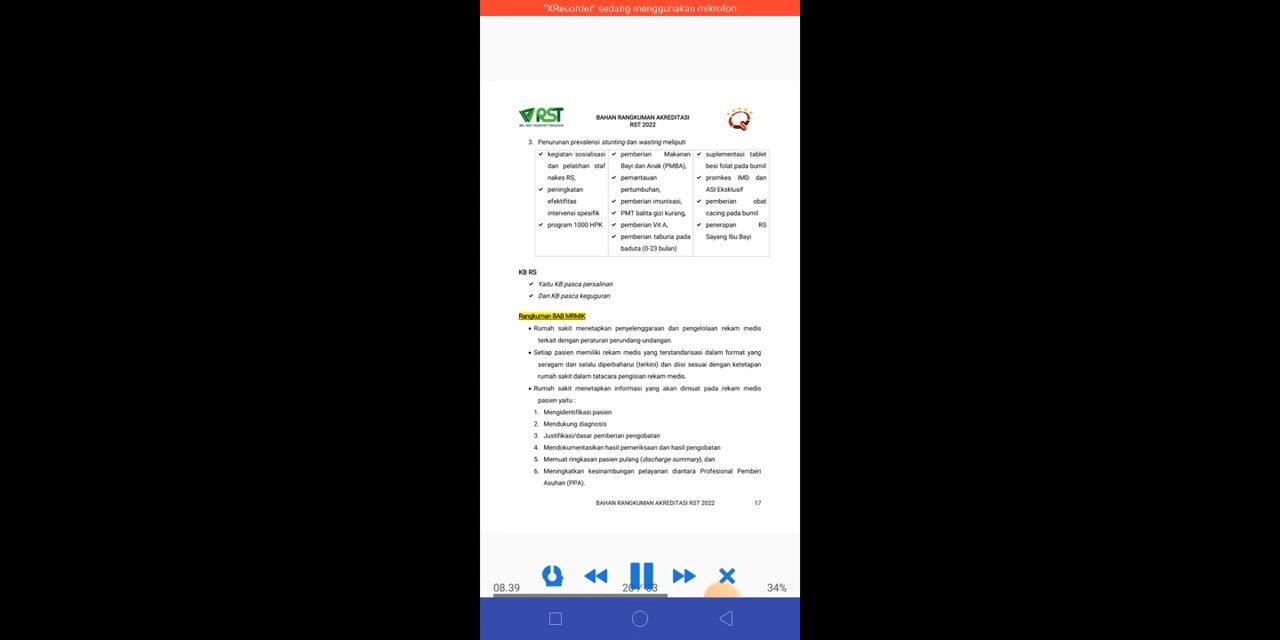 "XRecorder" sedang menggunakan mikrofon
RST
BAHAN RANGKUMAN AKREDITASI
RST 2022
3. Penurunan prevalensi stunting dan wasting meliputi
✓ kegiatan sosialisasi dan pelatihan staf nakes RS,
✓ peningkatan efektifitas intervensi spesifik
✓ program 1000 HPK
✓ pemberian Makanan Bayi dan Anak (PMBA),
✓ pemantauan pertumbuhan,
✓ pemberian imunisasi,
✓ PMT balita gizi kurang,
✓ pemberian Vit A,
✓ pemberian taburia pada baduta (0-23 bulan)
✓ suplementasi tablet besi folat pada bumil
✓ promkes IMD dan ASI Eksklusif
✓ pemberian obat cacing pada bumil
✓ penerapan RS Sayang Ibu Bayi
KB RS
✓ Yaitu KB pasca persalinan
✓ Dan KB pasca keguguran
Rangkuman BAB MRMIK
• Rumah sakit menetapkan penyelenggaraan dan pengelolaan rekam medis
terkait dengan peraturan perundang-undangan.
• Setiap pasien memiliki rekam medis yang terstandarisasi dalam format yang
seragam dan selalu diperbaharui (terkini) dan diisi sesuai dengan ketetapan
rumah sakit dalam tatacara pengisian rekam medis.
• Rumah sakit menetapkan informasi yang akan dimuat pada rekam medis
pasien yaitu :
1. Mengidentifikasi pasien
2. Mendukung diagnosis
3. Justifikasi/dasar pemberian pengobatan
4. Mendokumentasikan hasil pemeriksaan dan hasil pengobatan
5. Memuat ringkasan pasien pulang (discharge summary), dan
6. Meningkatkan kesinambungan pelayanan diantara Profesional Pemberi
Asuhan (PPA).
BAHAN RANGKUMAN AKREDITASI RST 2022 17
08.39 34%